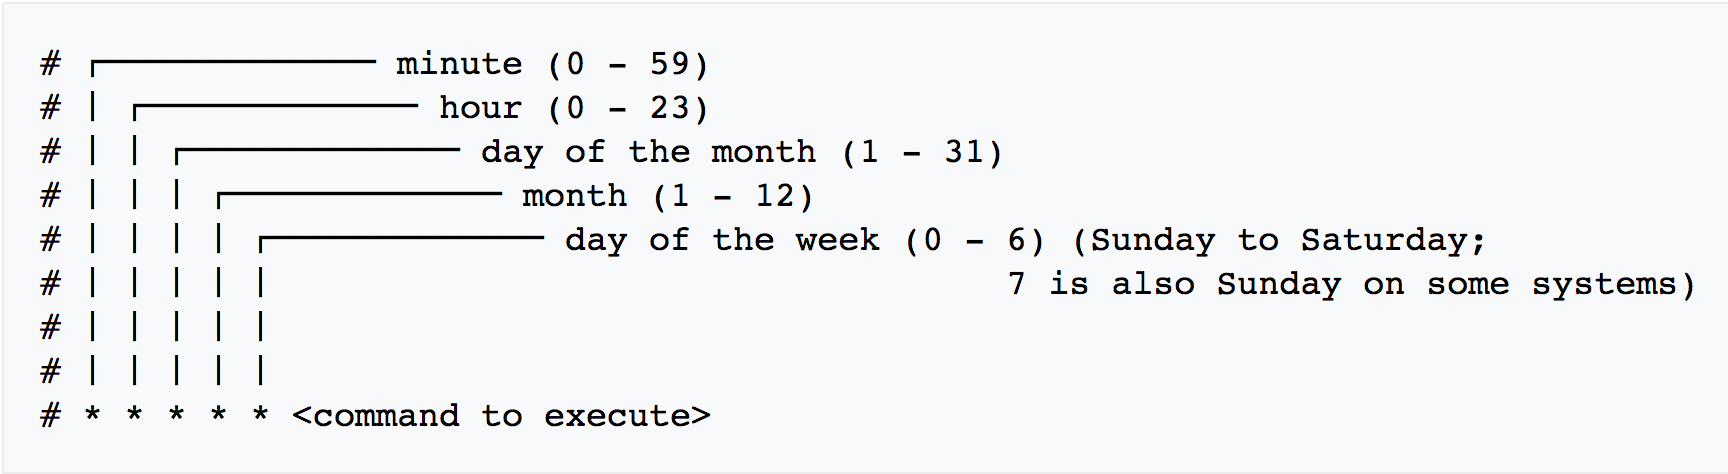 # ┌───────────── minute (0 - 59)
# │ ┌───────────── hour (0 - 23)
# │ │ ┌───────────── day of the month (1 - 31)
# │ │ │ ┌───────────── month (1 - 12)
# │ │ │ │ ┌───────────── day of the week (0 - 6) (Sunday to Saturday;
# │ │ │ │ │                                   7 is also Sunday on some systems)
# │ │ │ │ │
# │ │ │ │ │
# * * * * * <command to execute>